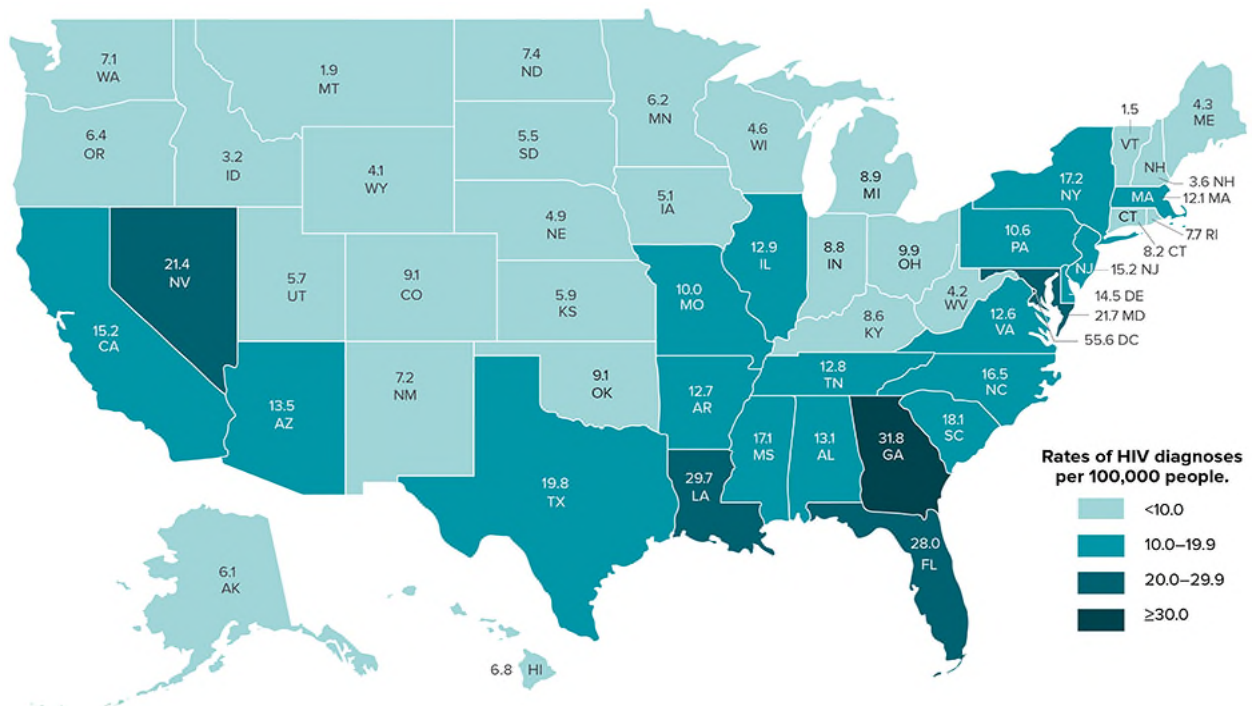 7.1
WA
1.9
MT
7.4
ND
6.2
MN
4.6
WI
8.9
MI
1.5
VT
4.3
ME
NH
3.6 NH
6.4
OR
3.2
ID
4.1
WY
5.5
SD
5.1
IA
17.2
NY
MA
12.1 MA
CT
7.7 RI
8.2 CT
4.9
NE
12.9
IL
8.8
IN
9.9
OH
10.6
PA
NJ
15.2 NJ
14.5 DE
21.7 MD
55.6 DC
21.4
NV
5.7
UT
9.1
CO
5.9
KS
10.0
MO
8.6
KY
4.2
WV
12.6
VA
15.2
CA
13.5
AZ
7.2
NM
9.1
OK
12.7
AR
12.8
TN
16.5
NC
18.1
SC
19.8
TX
29.7
LA
17.1
MS
13.1
AL
31.8
GA
28.0
FL
6.1
AK
6.8
HI
Rates of HIV diagnoses
per 100,000 people.
<10.0
10.0–19.9
20.0–29.9
≥30.0